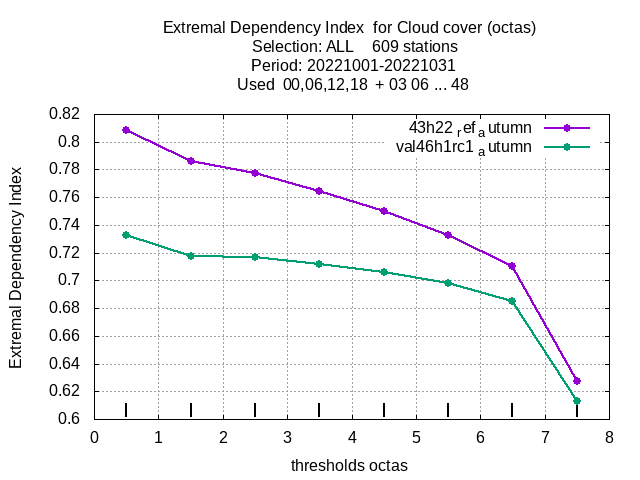 Extremal Dependency Index  for Cloud cover (octas)
Selection: ALL    609 stations
Period: 20221001-20221031
Used  00,06,12,18  + 03 06 ... 48
43h22 refa utumn
val46h1rc1 a utumn
Extremal Dependency Index
0.82
0.8
0.78
0.76
0.74
0.72
0.7
0.68
0.66
0.64
0.62
0.6
0 1 2 3 4 5 6 7 8
thresholds octas